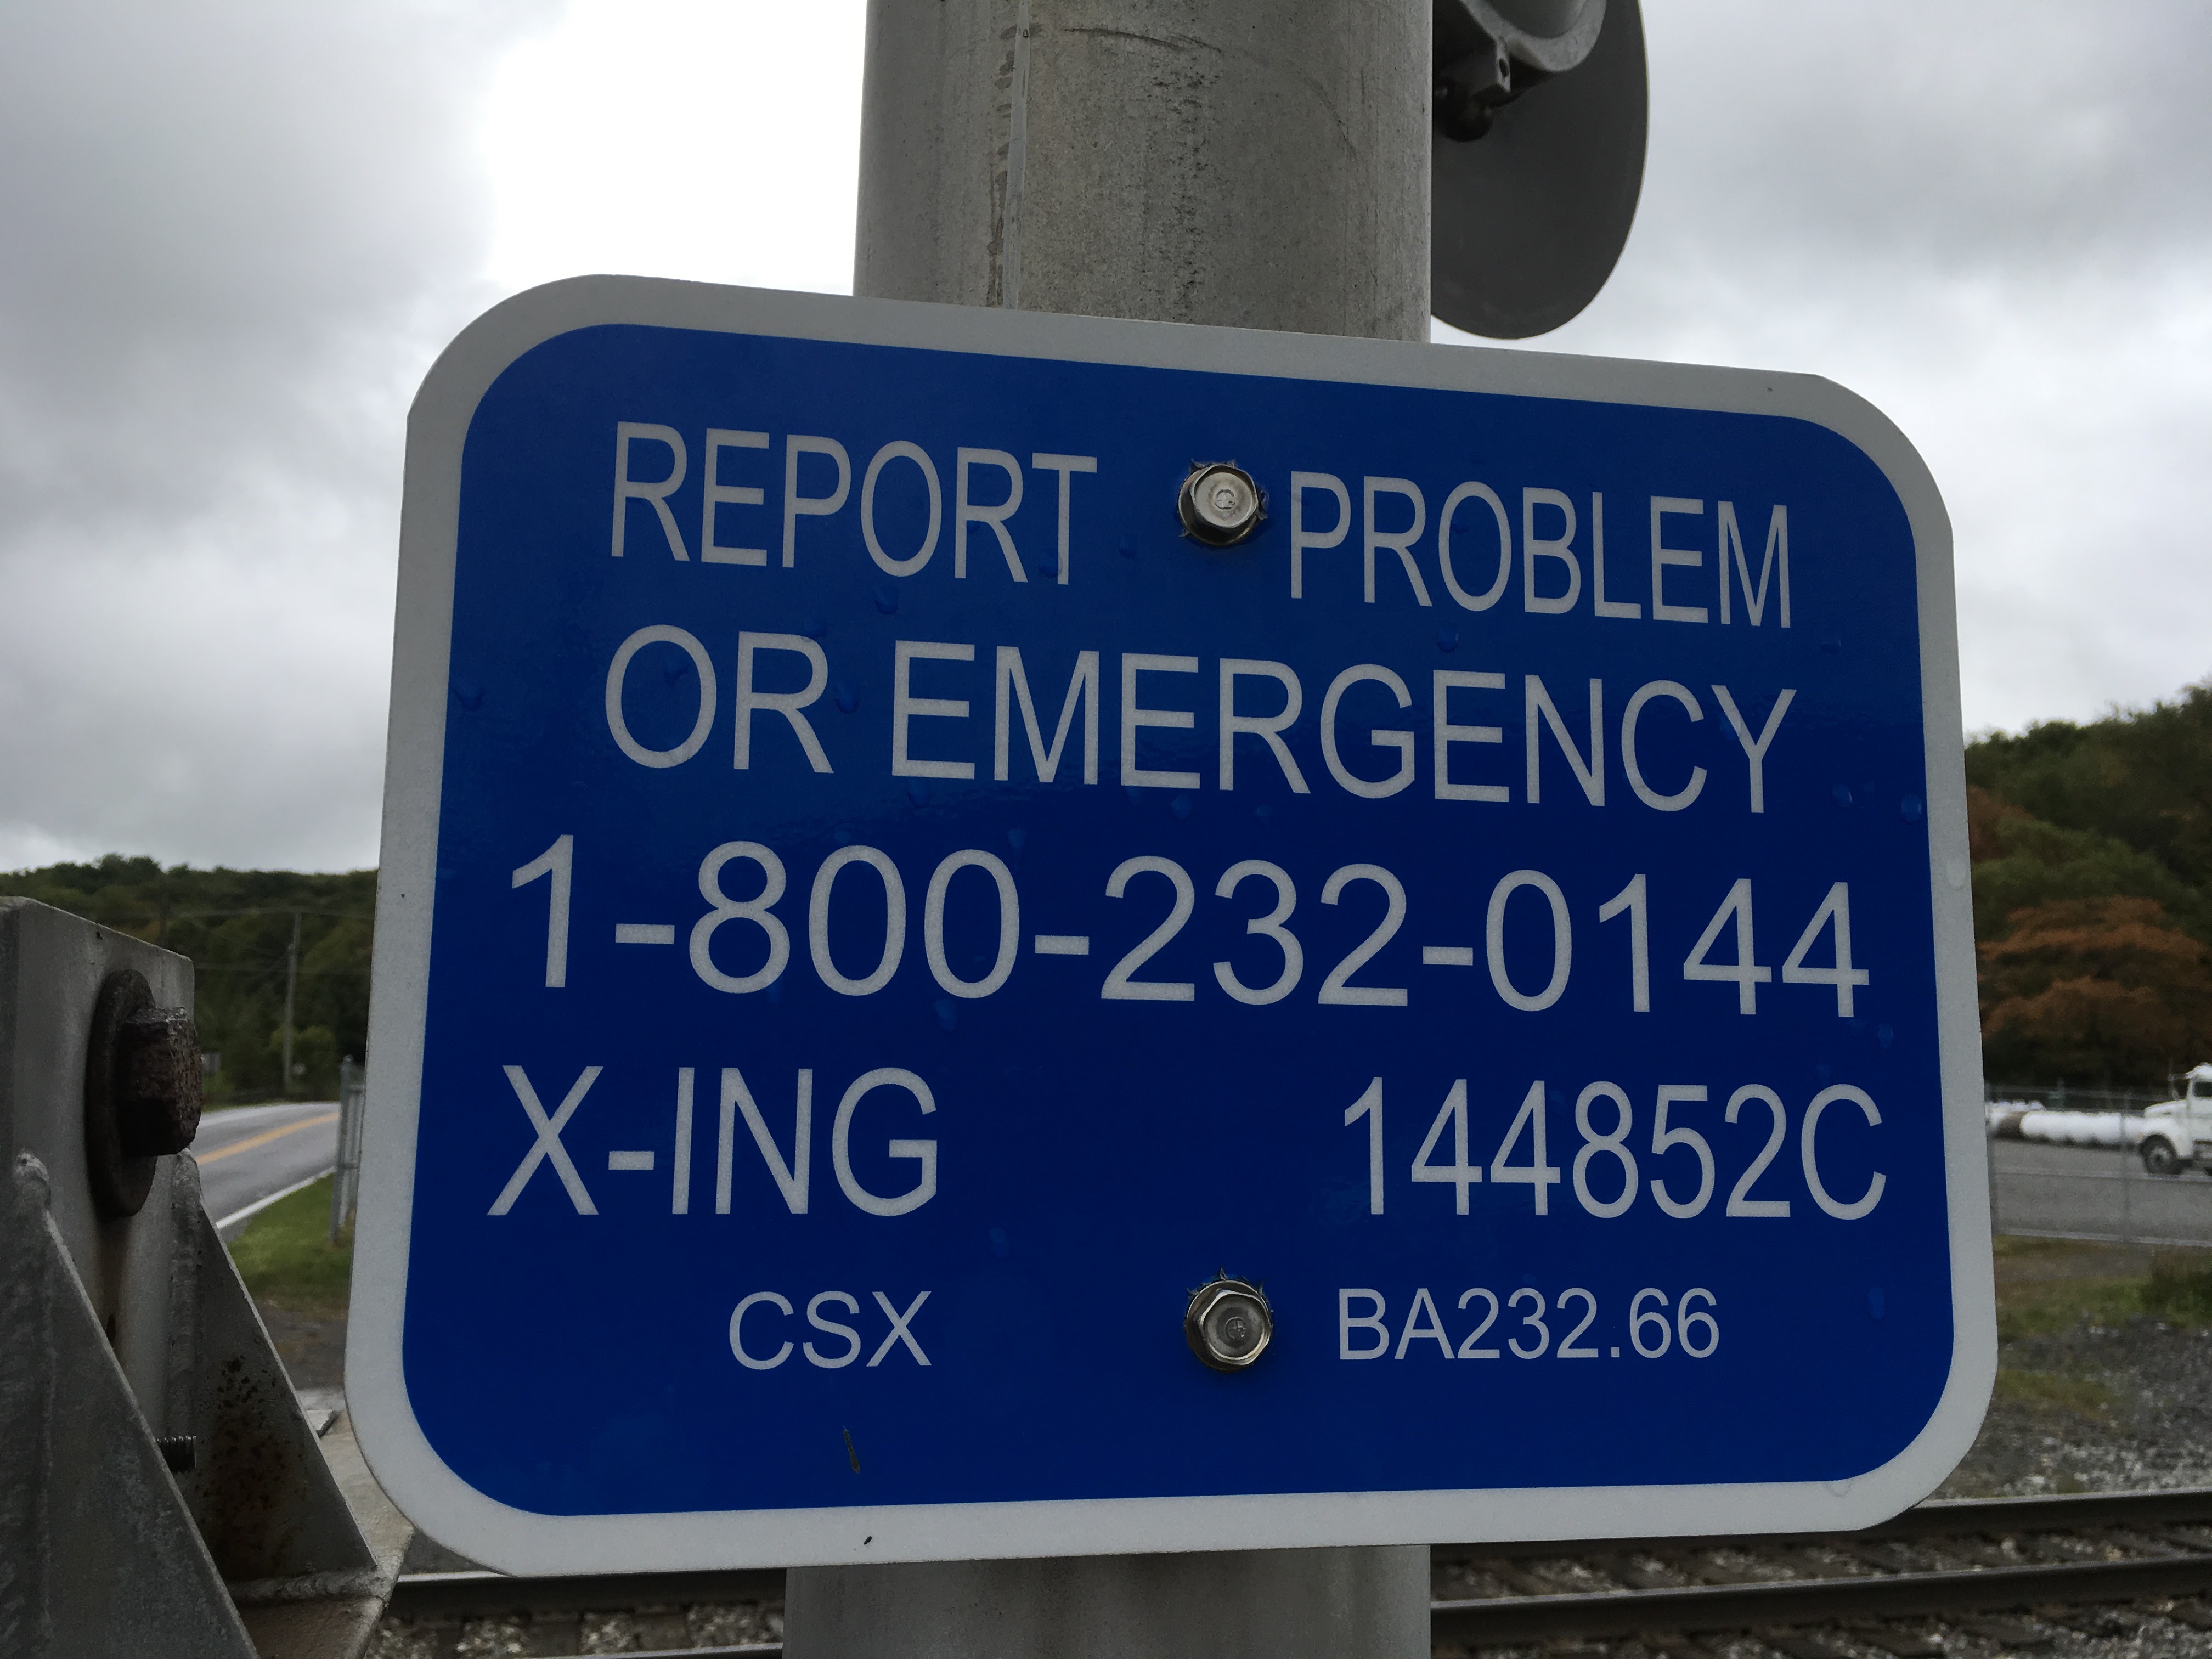 REPORT PROBLEM
OR EMERGENCY
1-800-232-0144
X-ING 144852C
CSX BA232.66